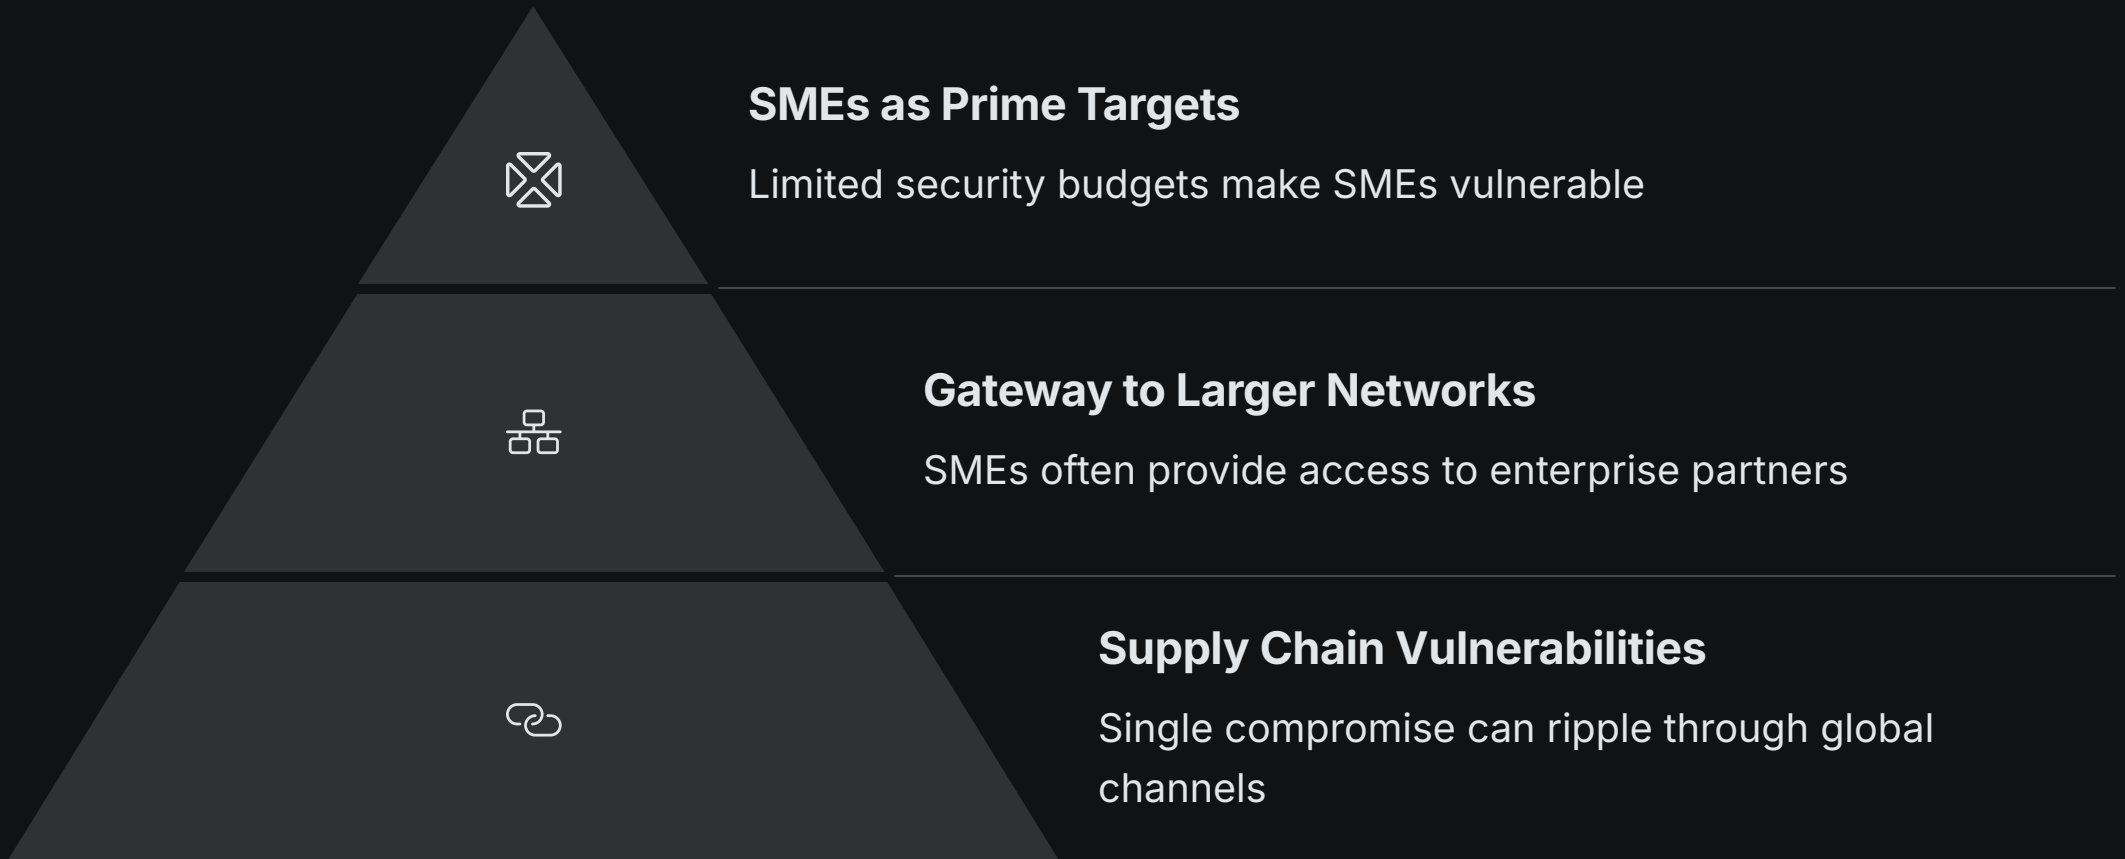 SMEs as Prime Targets
Limited security budgets make SMEs vulnerable
Gateway to Larger Networks
SMEs often provide access to enterprise partners
Supply Chain Vulnerabilities
Single compromise can ripple through global
channels